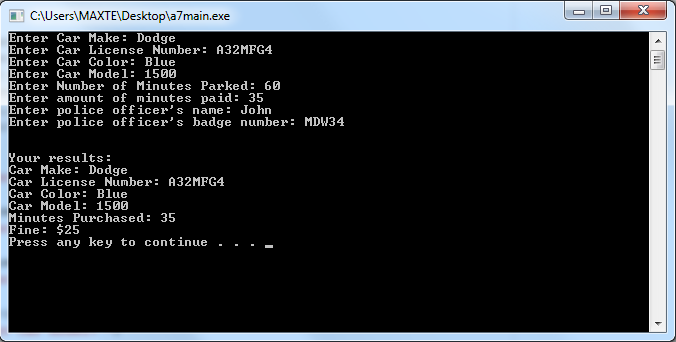 C:\Users\MAXTE\Desktop\a7main.exe
Enter Car Make: Dodge
Enter Car License Number: A32MFG4
Enter Car Color: Blue
Enter Car Model: 1500
Enter Number of Minutes Parked: 60
Enter amount of minutes paid: 35
Enter police officer's name: John
Enter police officer's badge number: MDW34
Your results:
Car Make: Dodge
Car License Number: A32MFG4
Car Color: Blue
Car Model: 1500
Minutes Purchased: 35
Fine: $25
Press any key to continue . . . _